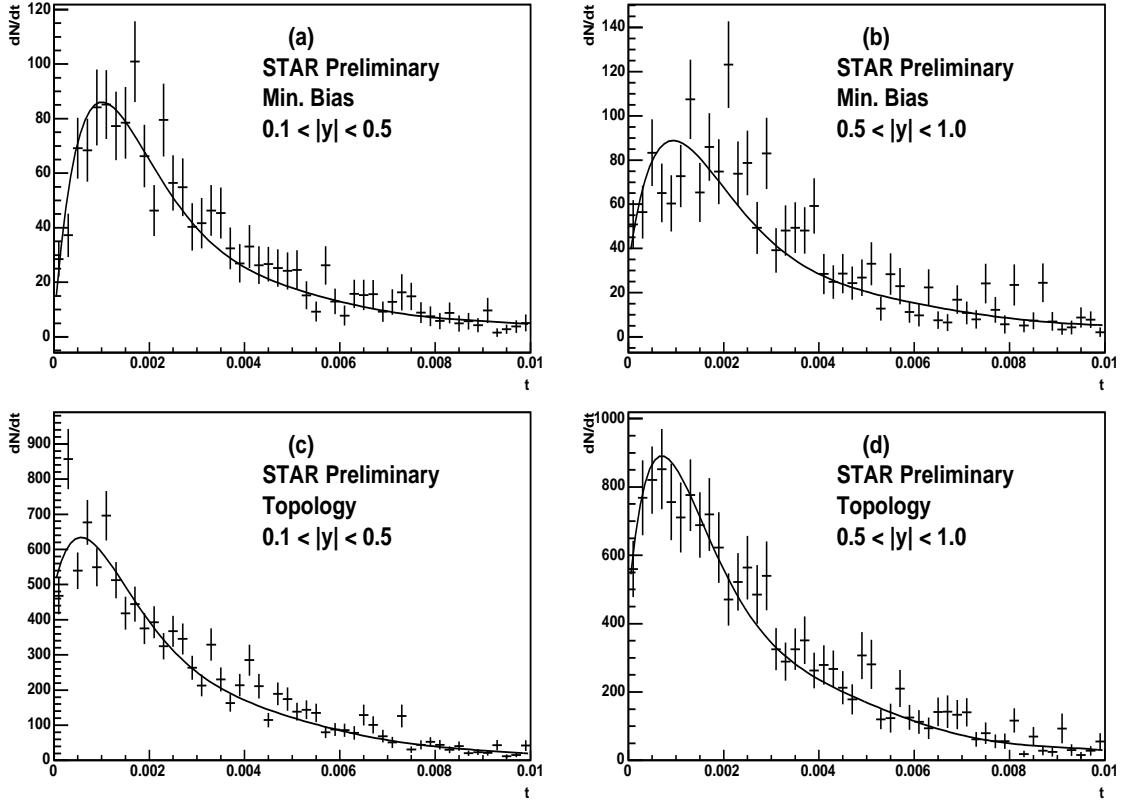 dN/dt
120
100
80
60
40
20
0
(a)
STAR Preliminary
Min. Bias
0.1 < |y| < 0.5
0 0.002 0.004 0.006 0.008 0.01
t
dN/dt
140
120
100
80
60
40
20
0
(b)
STAR Preliminary
Min. Bias
0.5 < |y| < 1.0
0 0.002 0.004 0.006 0.008 0.01
t
dN/dt
900
800
700
600
500
400
300
200
100
0
(c)
STAR Preliminary
Topology
0.1 < |y| < 0.5
0 0.002 0.004 0.006 0.008 0.01
t
dN/dt
1000
800
600
400
200
0
(d)
STAR Preliminary
Topology
0.5 < |y| < 1.0
0 0.002 0.004 0.006 0.008 0.01
t